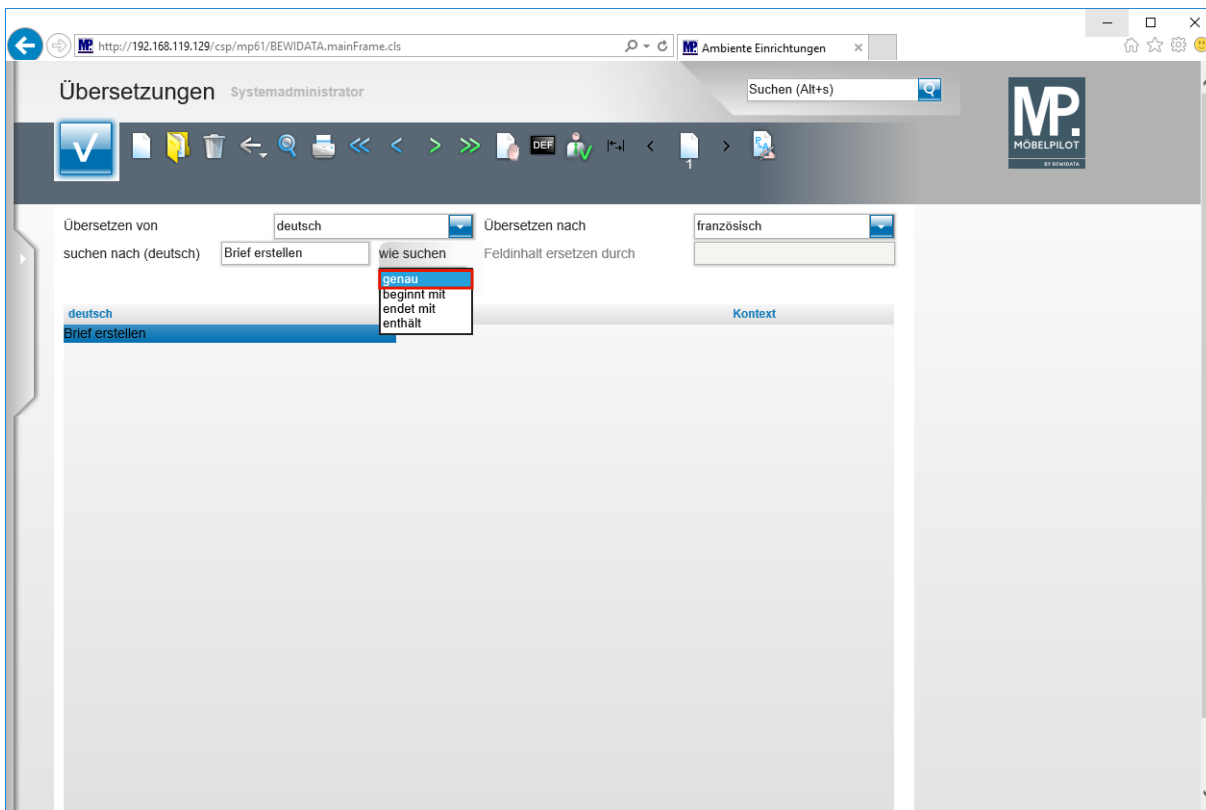 http://192.168.119.129/csp/mp61/BEWIDATA.mainFrame.cls
MP. Ambiente Einrichtungen
Übersetzungen Systemadministrator
Suchen (Alt+s)
MP.
MÖBELPILOT
BY BEWIDATA
DEF
1
Übersetzen von deutsch Übersetzen nach französisch
suchen nach (deutsch) Brief erstellen wie suchen Feldinhalt ersetzen durch
genau
beginnt mit
endet mit
enthält
deutsch Kontext
Brief erstellen